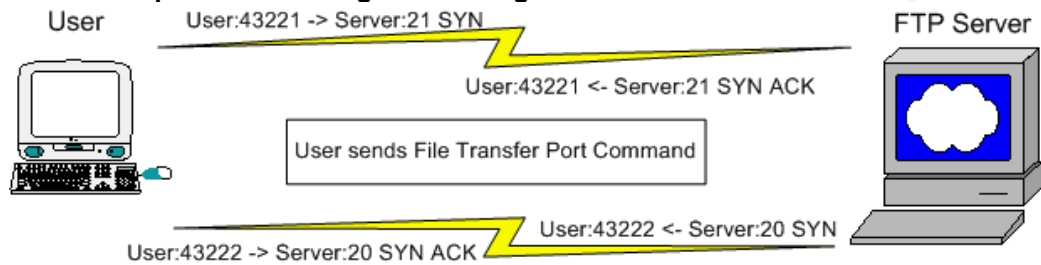 User
User:43221 -> Server:21 SYN
FTP Server
User:43221 <- Server:21 SYN ACK
User sends File Transfer Port Command
User:43222 <- Server:20 SYN
User:43222 -> Server:20 SYN ACK